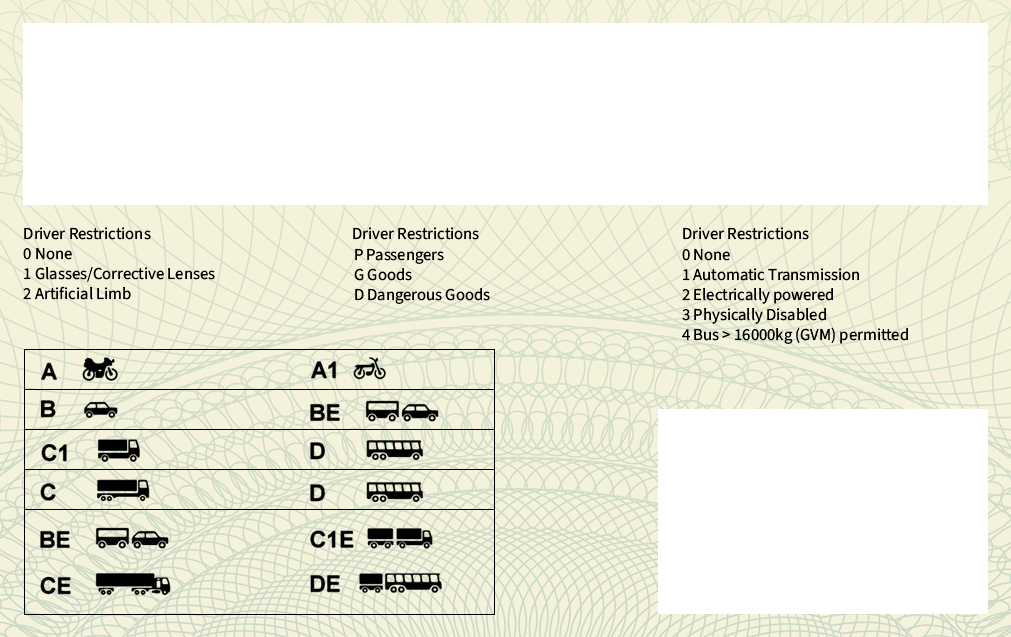 Driver Restrictions
0 None
1 Glasses/Corrective Lenses
2 Artificial Limb
Driver Restrictions
P Passengers
G Goods
D Dangerous Goods
Driver Restrictions
0 None
1 Automatic Transmission
2 Electrically powered
3 Physically Disabled
4 Bus > 16000kg (GVM) permitted
A A1
B BE
C1 D
C D
BE C1E
CE DE